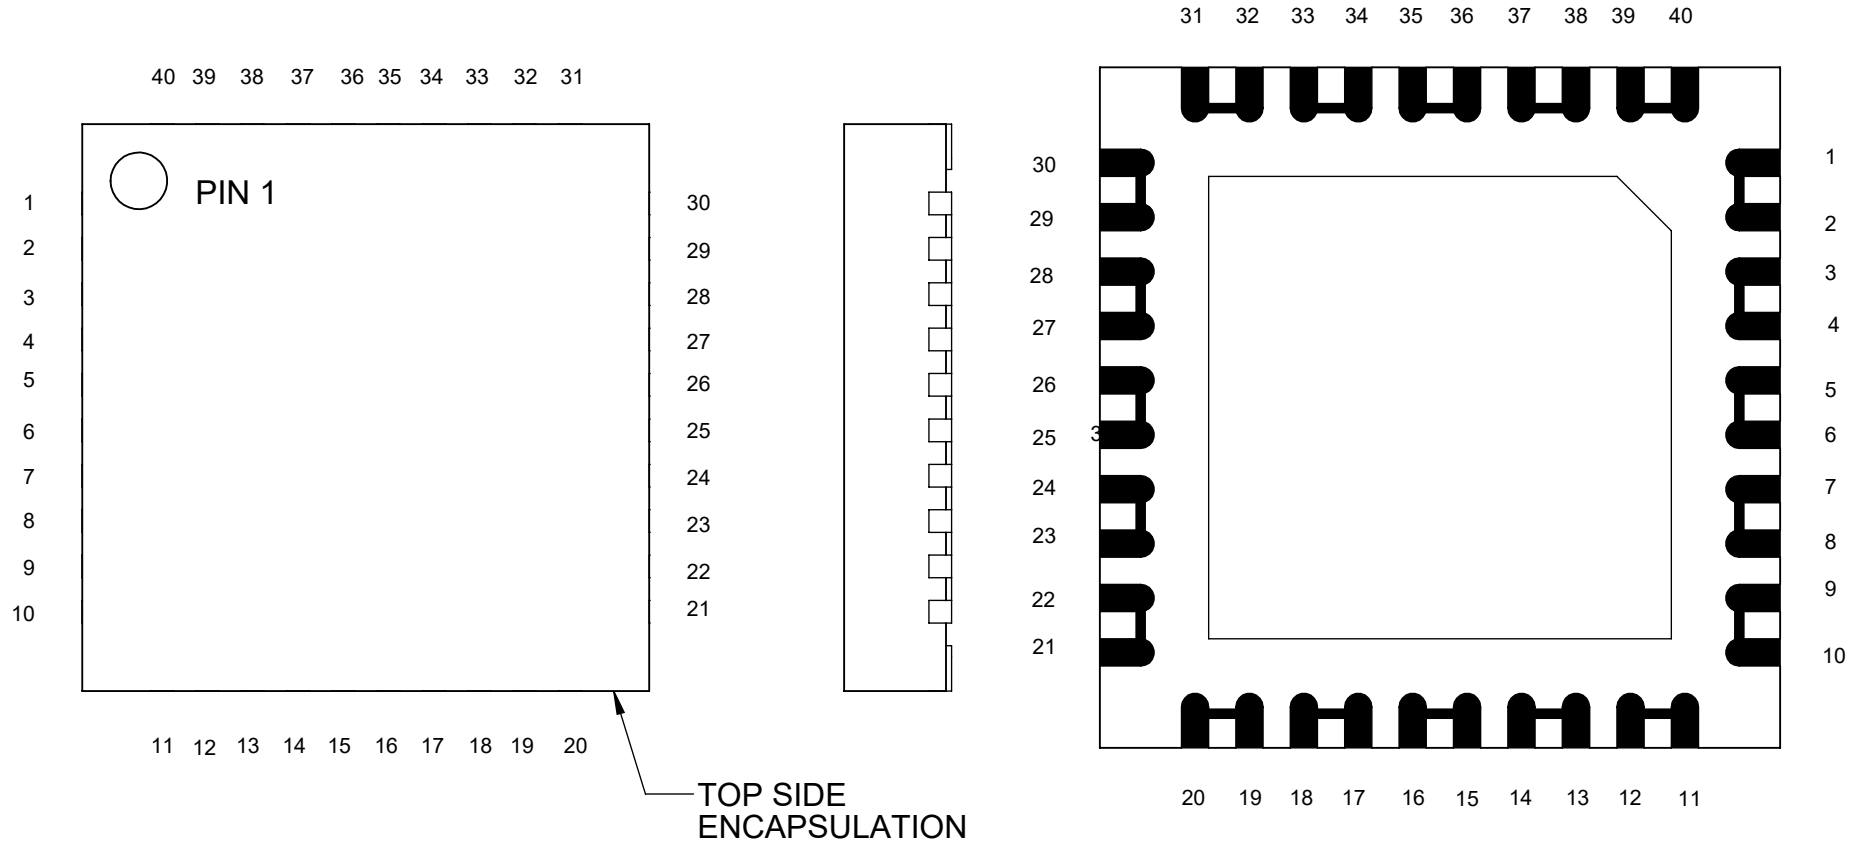 31 32 33 34 35 36 37 38 39 40
40 39 38 37 36 35 34 33 32 31
PIN 1
1 30
2 29
3 28
4 27
5 26
6 25
7 24
8 23
9 22
10 21
11 12 13 14 15 16 17 18 19 20
TOP SIDE
ENCAPSULATION
30 1
29 2
28 3
27 4
26 5
25 3 6
24 7
23 8
22 9
21 10
20 19 18 17 16 15 14 13 12 11